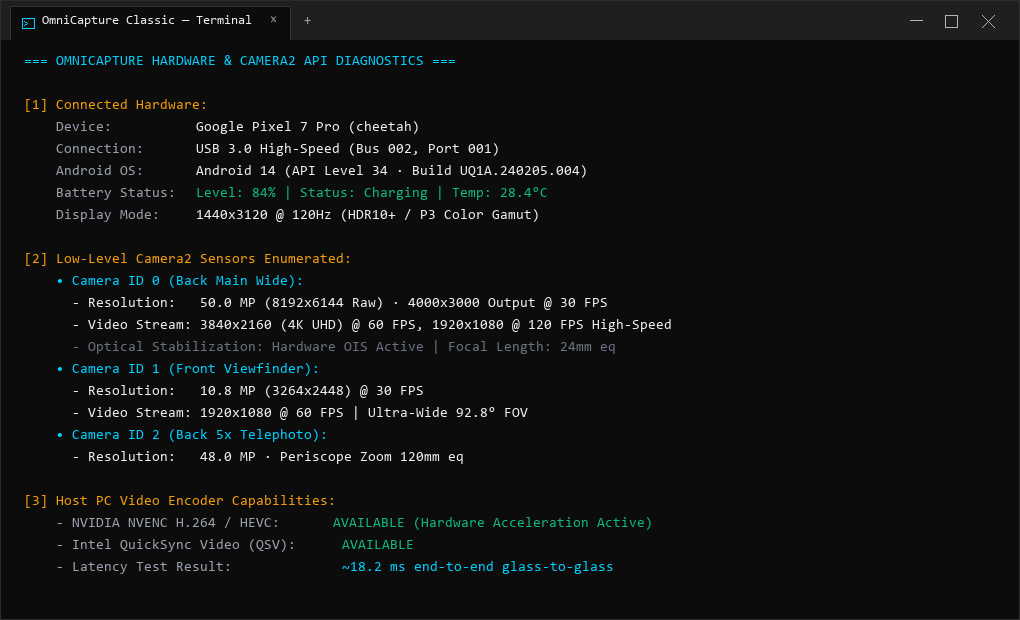 OmniCapture Classic — Terminal × +
=== OMNICAPTURE HARDWARE & CAMERA2 API DIAGNOSTICS ===
[1] Connected Hardware:
Device: Google Pixel 7 Pro (cheetah)
Connection: USB 3.0 High-Speed (Bus 002, Port 001)
Android OS: Android 14 (API Level 34 · Build UQ1A.240205.004)
Battery Status: Level: 84% | Status: Charging | Temp: 28.4°C
Display Mode: 1440x3120 @ 120Hz (HDR10+ / P3 Color Gamut)
[2] Low-Level Camera2 Sensors Enumerated:
• Camera ID 0 (Back Main Wide):
- Resolution: 50.0 MP (8192x6144 Raw) · 4000x3000 Output @ 30 FPS
- Video Stream: 3840x2160 (4K UHD) @ 60 FPS, 1920x1080 @ 120 FPS High-Speed
- Optical Stabilization: Hardware OIS Active | Focal Length: 24mm eq
• Camera ID 1 (Front Viewfinder):
- Resolution: 10.8 MP (3264x2448) @ 30 FPS
- Video Stream: 1920x1080 @ 60 FPS | Ultra-Wide 92.8° FOV
• Camera ID 2 (Back 5x Telephoto):
- Resolution: 48.0 MP · Periscope Zoom 120mm eq
[3] Host PC Video Encoder Capabilities:
- NVIDIA NVENC H.264 / HEVC: AVAILABLE (Hardware Acceleration Active)
- Intel QuickSync Video (QSV): AVAILABLE
- Latency Test Result: ~18.2 ms end-to-end glass-to-glass